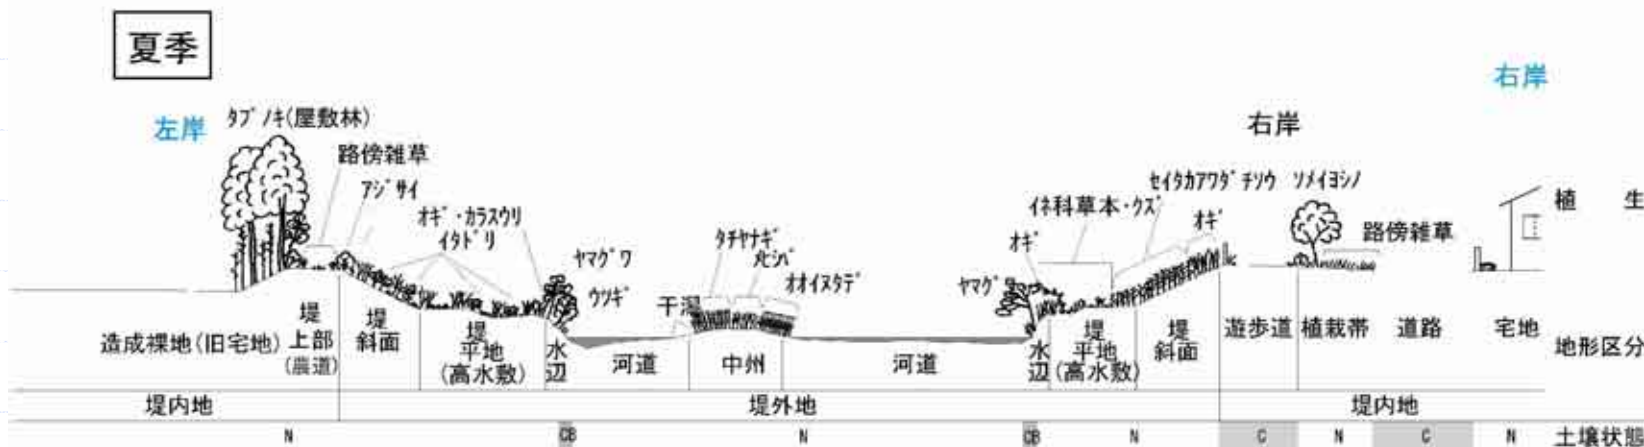 夏季
右岸
左岸
タブノキ(屋敷林)
右岸
路傍雑草
アジサイ
セイタカアワダチソウ
ソメイヨシノ
植 生
オギ・カラスウリ
イタドリ
イネ科草本・クズ
オギ
路傍雑草
タチヤナギ
メヒシバ
オギ
ヤマグワ
オオイヌタデ
ウツギ
干潟
ヤマグ
造成裸地(旧宅地)
堤上部
(農道)
堤斜面
堤平地
(高水敷)
水辺
河道
中州
河道
水辺
堤平地
(高水敷)
堤斜面
遊歩道
植栽帯
道路
宅地
地形区分
堤内地
堤外地
堤内地
N
CB
N
CB
N
C
N
C
N
土壌状態